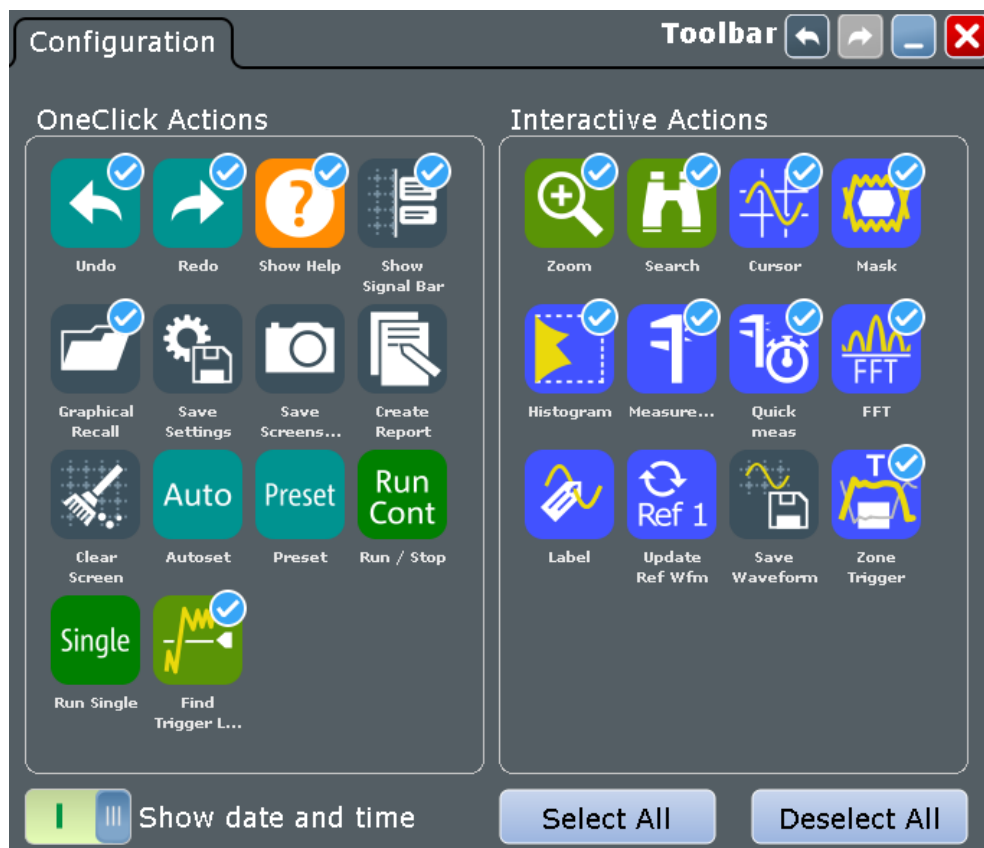 Configuration
Toolbar
OneClick Actions
Interactive Actions
Undo
Redo
Show Help
Show
Signal Bar
Zoom
Search
Cursor
Mask
FFT
Graphical
Recall
Save
Settings
Save
Screens...
Create
Report
Histogram
Measure...
Quick
meas
FFT
Auto
Preset
Run
Cont
Ref 1
T
Clear
Screen
Autoset
Preset
Run / Stop
Label
Update
Ref Wfm
Save
Waveform
Zone
Trigger
Single
N
Run Single
Find
Trigger L...
Show date and time
Select All
Deselect All